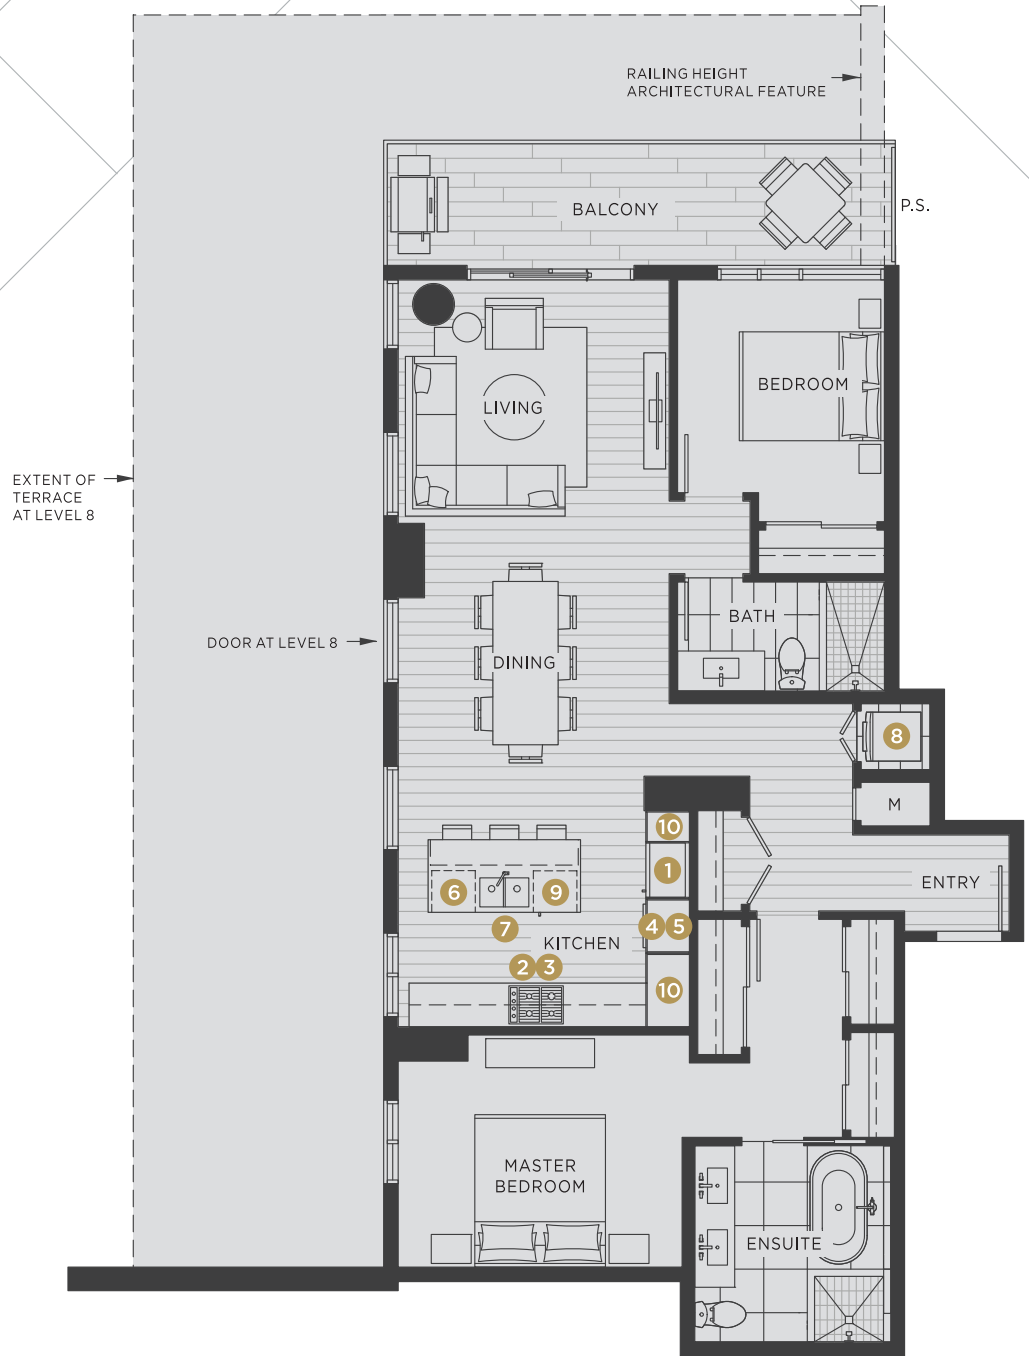 RAILING HEIGHT
ARCHITECTURAL FEATURE
BALCONY
P.S.
BEDROOM
LIVING
EXTENT OF
TERRACE
AT LEVEL 8
BATH
DOOR AT LEVEL 8
DINING
8
M
10
1
ENTRY
6
9
7
4 5
KITCHEN
2 3
10
MASTER
BEDROOM
ENSUITE